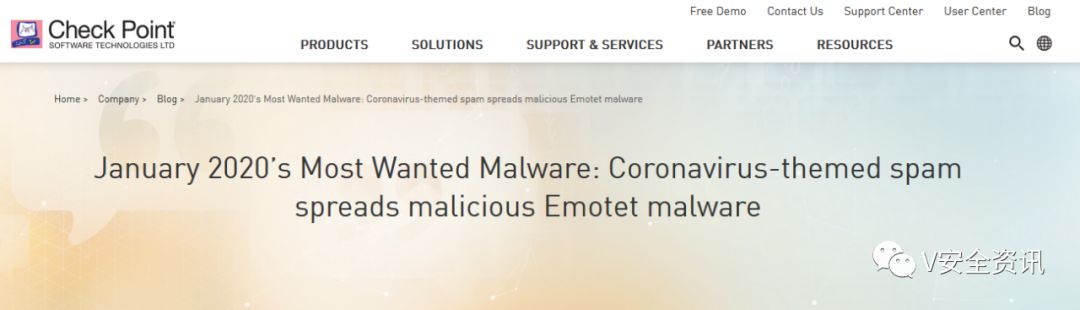 Free Demo Contact Us Support Center User Center Blog
Check Point
SOFTWARE TECHNOLOGIES LTD
PRODUCTS SOLUTIONS SUPPORT & SERVICES PARTNERS RESOURCES
Home > Company > Blog > January 2020's Most Wanted Malware: Coronavirus-themed spam spreads malicious Emotet malware
January 2020's Most Wanted Malware: Coronavirus-themed spam
spreads malicious Emotet malware
V安全资讯